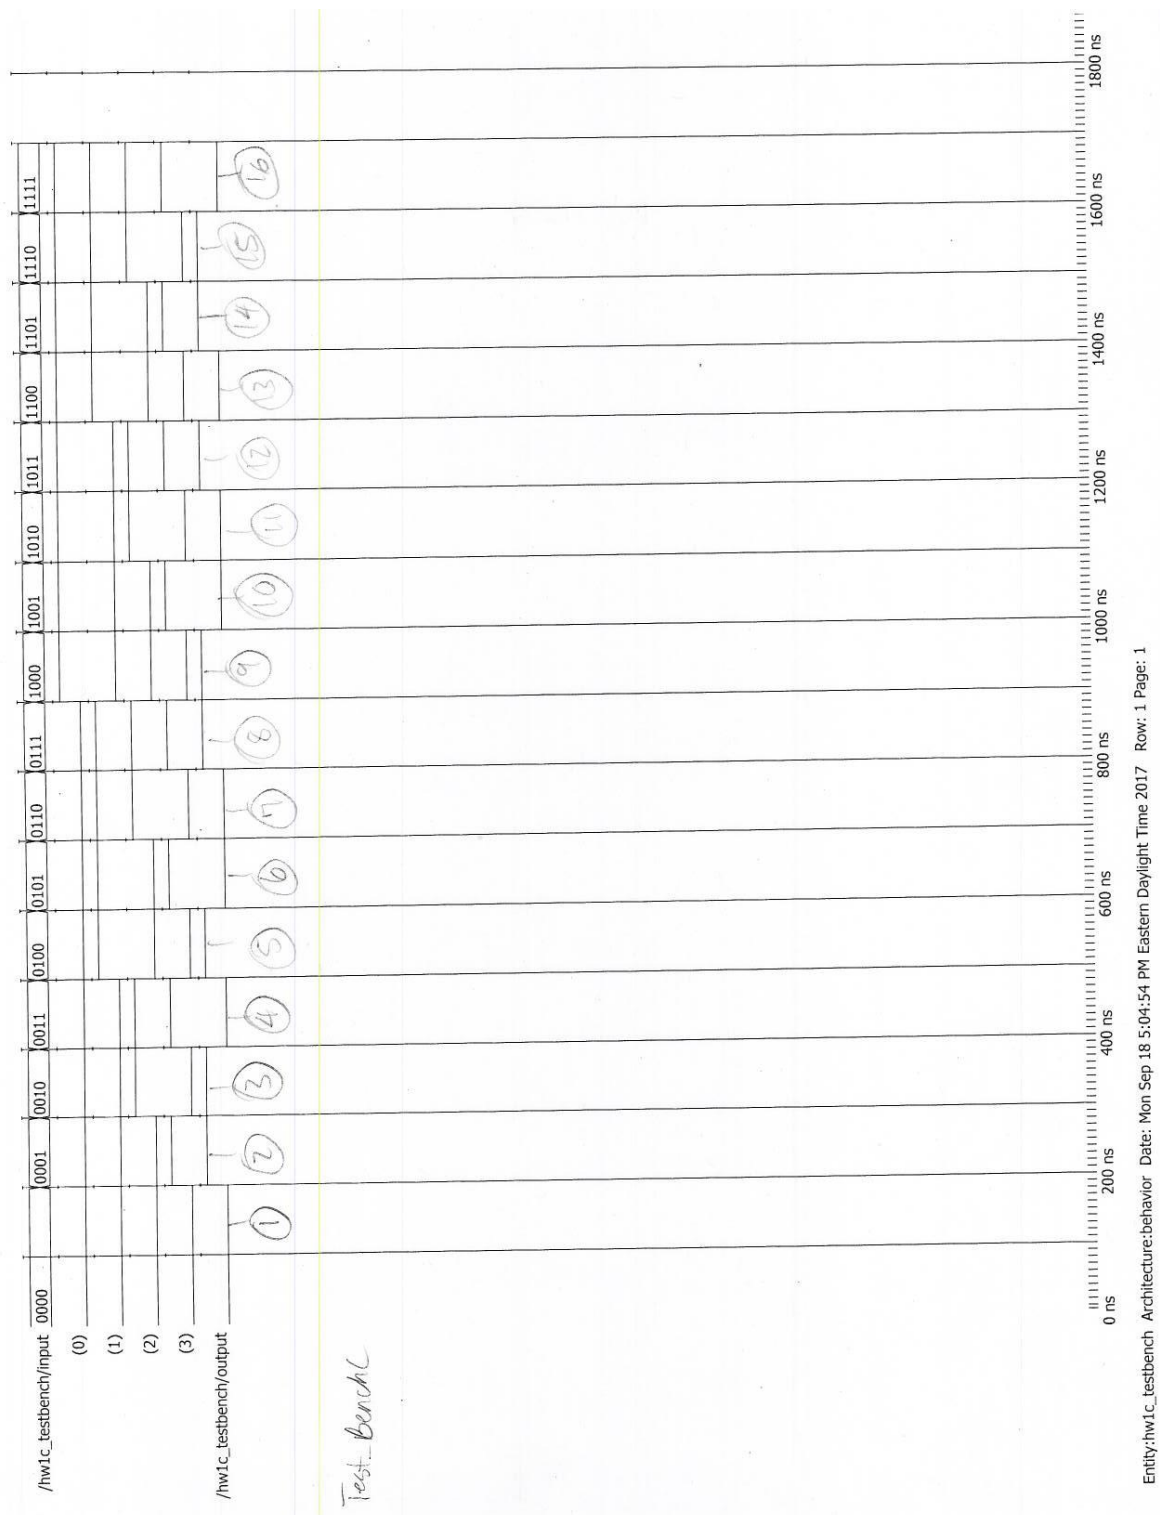 /hw1c_testbench/input 0000 0001 0010 0011 0100 0101 0110 0111 1000 1001 1010 1011 1100 1101 1110 1111
(0)
(1)
(2)
(3)
/hw1c_testbench/output
1 2 3 4 5 6 7 8 9 10 11 12 13 14 15 16
Test_BenchC
0 ns 200 ns 400 ns 600 ns 800 ns 1000 ns 1200 ns 1400 ns 1600 ns 1800 ns
Entity:hw1c_testbench Architecture:behavior Date: Mon Sep 18 5:04:54 PM Eastern Daylight Time 2017 Row: 1 Page: 1